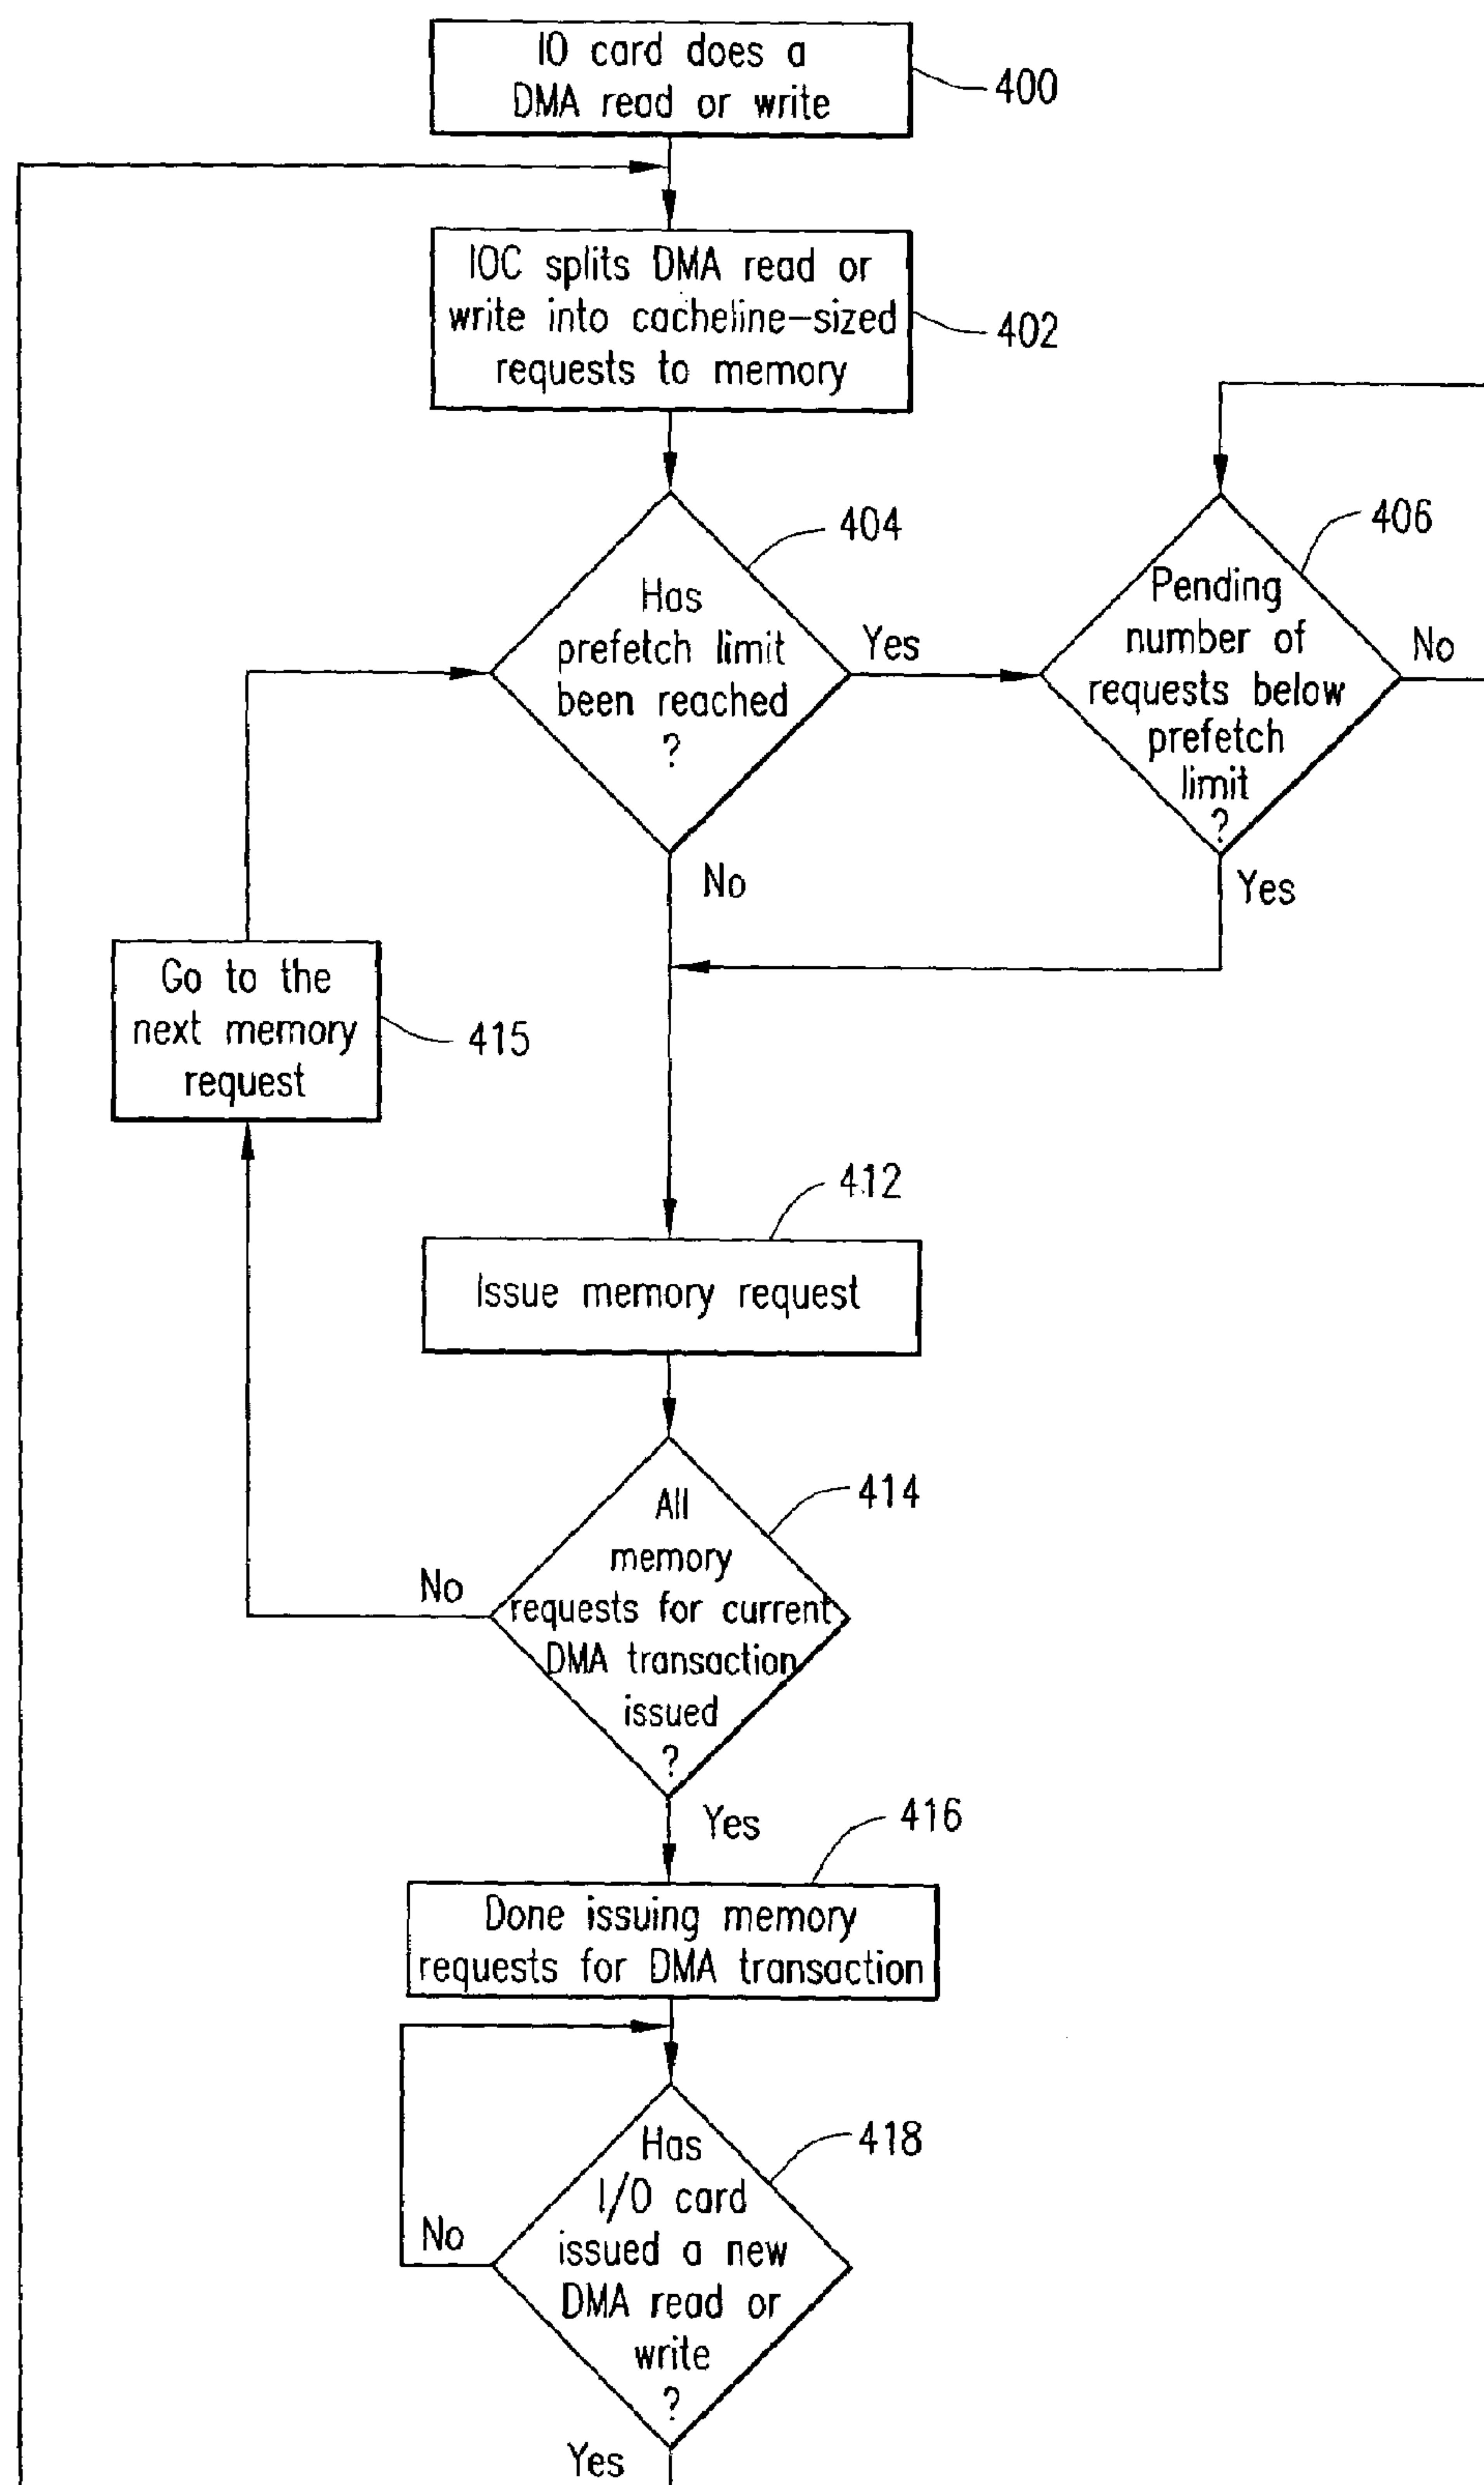 IO card does a
DMA read or write
400
IOC splits DMA read or
write into cacheline-sized
requests to memory
402
404
Has
prefetch limit
been reached
?
Yes
No
406
Pending
number of
requests below
prefetch
limit
?
No
Yes
Go to the
next memory
request
415
412
Issue memory request
414
All
memory
requests for current
DMA transaction
issued
?
No
Yes
416
Done issuing memory
requests for DMA transaction
418
Has
I/O card
issued a new
DMA read or
write
?
No
Yes